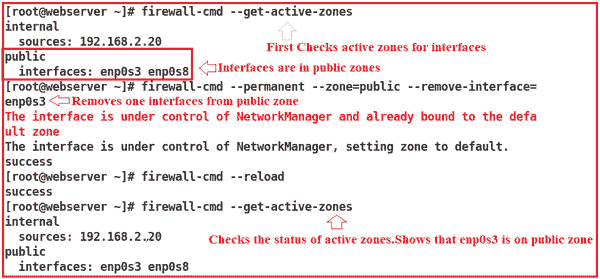 [root@webserver ~]# firewall-cmd --get-active-zones
internal
sources: 192.168.2.20
First Checks active zones for interfaces
public
interfaces: enp0s3 enp0s8
Interfaces are in public zones
[root@webserver ~]# firewall-cmd --permanent --zone=public --remove-interface=
enp0s3
Removes one interfaces from public zone
The interface is under control of NetworkManager and already bound to the defa
ult zone
The interface is under control of NetworkManager, setting zone to default.
success
[root@webserver ~]# firewall-cmd --reload
success
[root@webserver ~]# firewall-cmd --get-active-zones
internal
sources: 192.168.2.20
Checks the status of active zones.Shows that enp0s3 is on public zone
public
interfaces: enp0s3 enp0s8